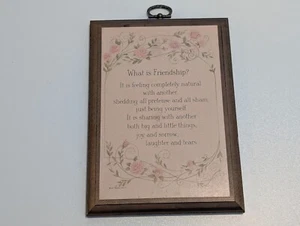 What is Friendship?
It is feeling completely natural
with another
shedding all pretense and all sham
just being yourself
It is sharing with another
both big and little things,
joy and sorrow,
laughter and tears